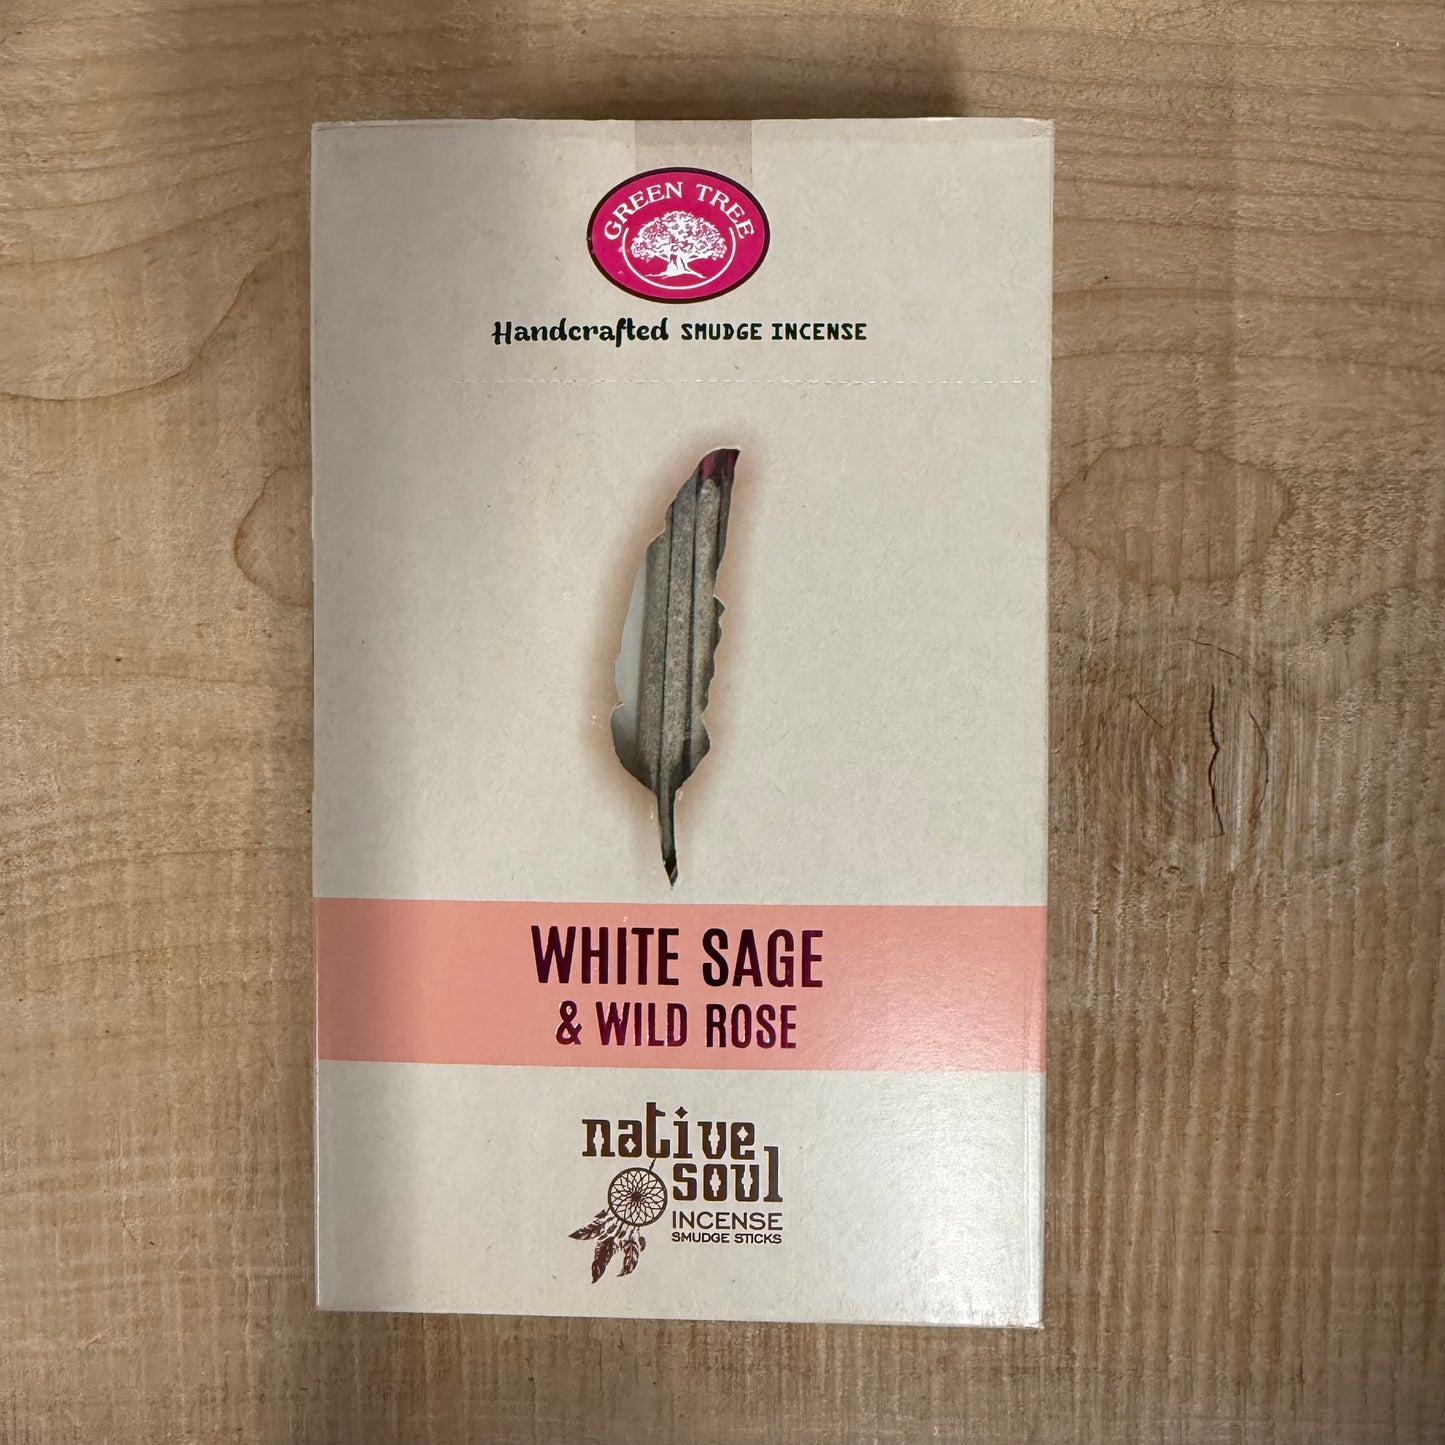 GREEN TREE
Handcrafted SMUDGE INCENSE
WHITE SAGE
& WILD ROSE
native
soul
INCENSE
SMUDGE STICKS